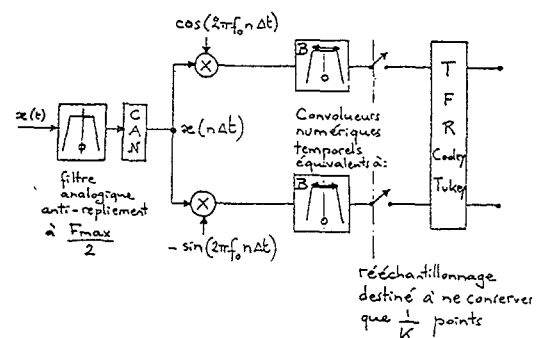 cos(2πf₀nΔt)
x(t)
C
A
N
x(nΔt)
B
T
F
R
Cooley
Tukey
filtre
analogique
anti-repliement
à Fmax/2
Convolueurs
numériques
temporels
équivalents à:
B
-sin(2πf₀nΔt)
rééchantillonnage
destiné à ne conserver
que 1/K points